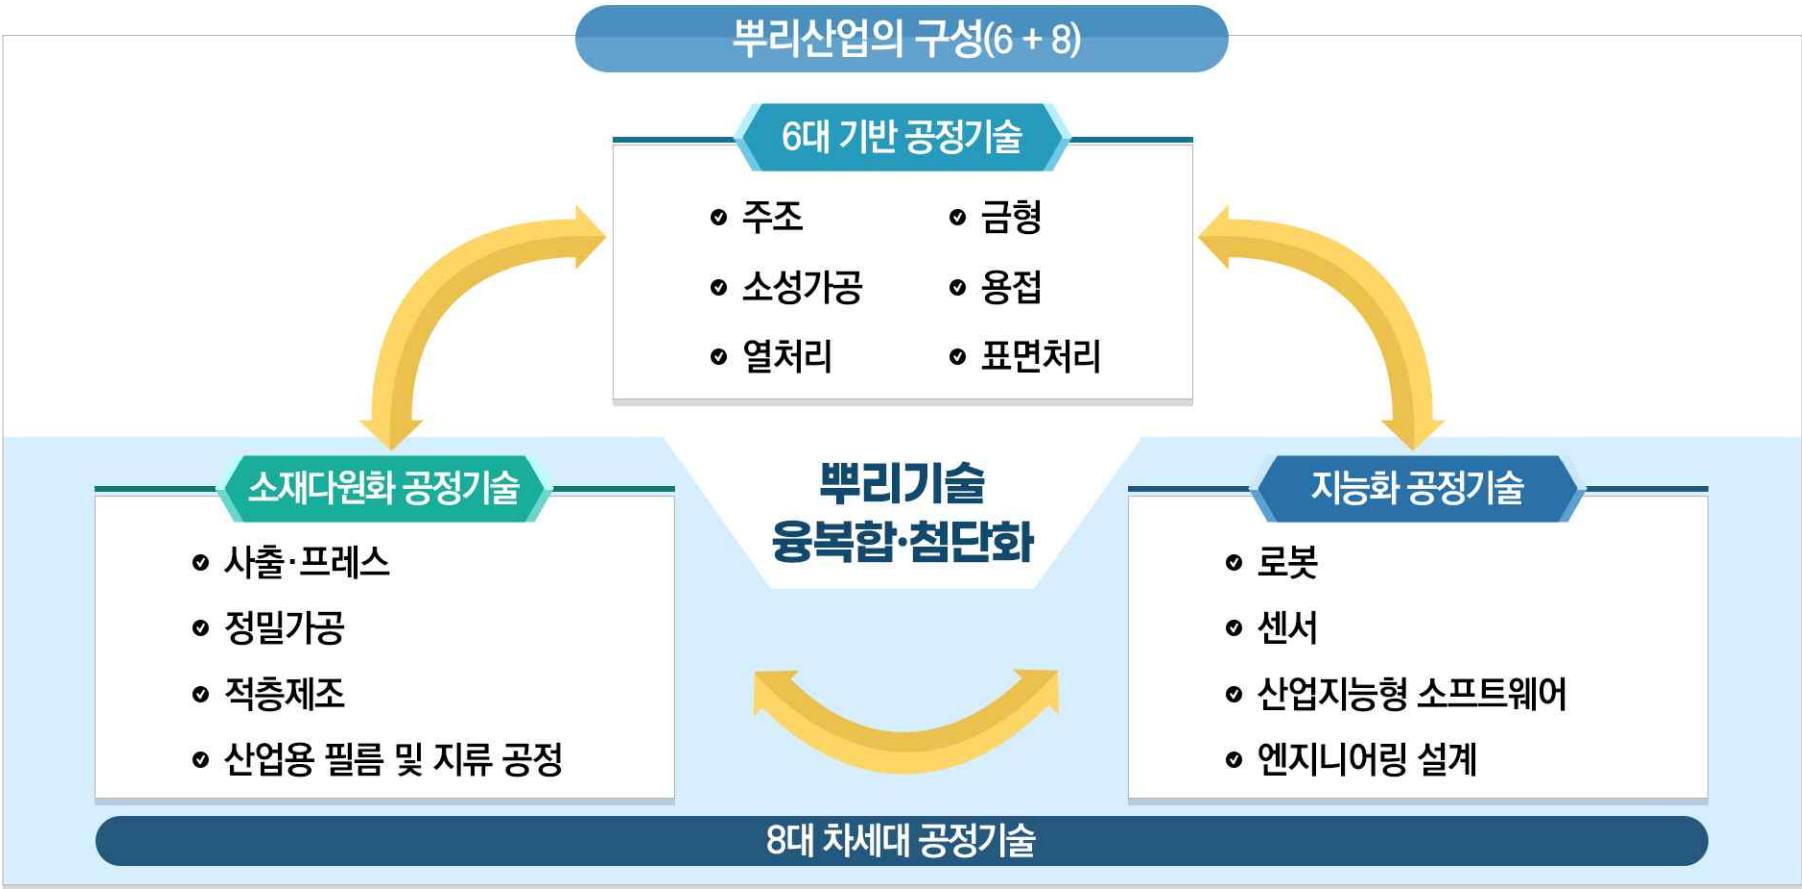 뿌리산업의 구성(6 + 8)
6대 기반 공정기술
주조
금형
소성가공
용접
열처리
표면처리
뿌리기술
융복합·첨단화
소재다원화 공정기술
사출·프레스
정밀가공
적층제조
산업용 필름 및 지류 공정
지능화 공정기술
로봇
센서
산업지능형 소프트웨어
엔지니어링 설계
8대 차세대 공정기술